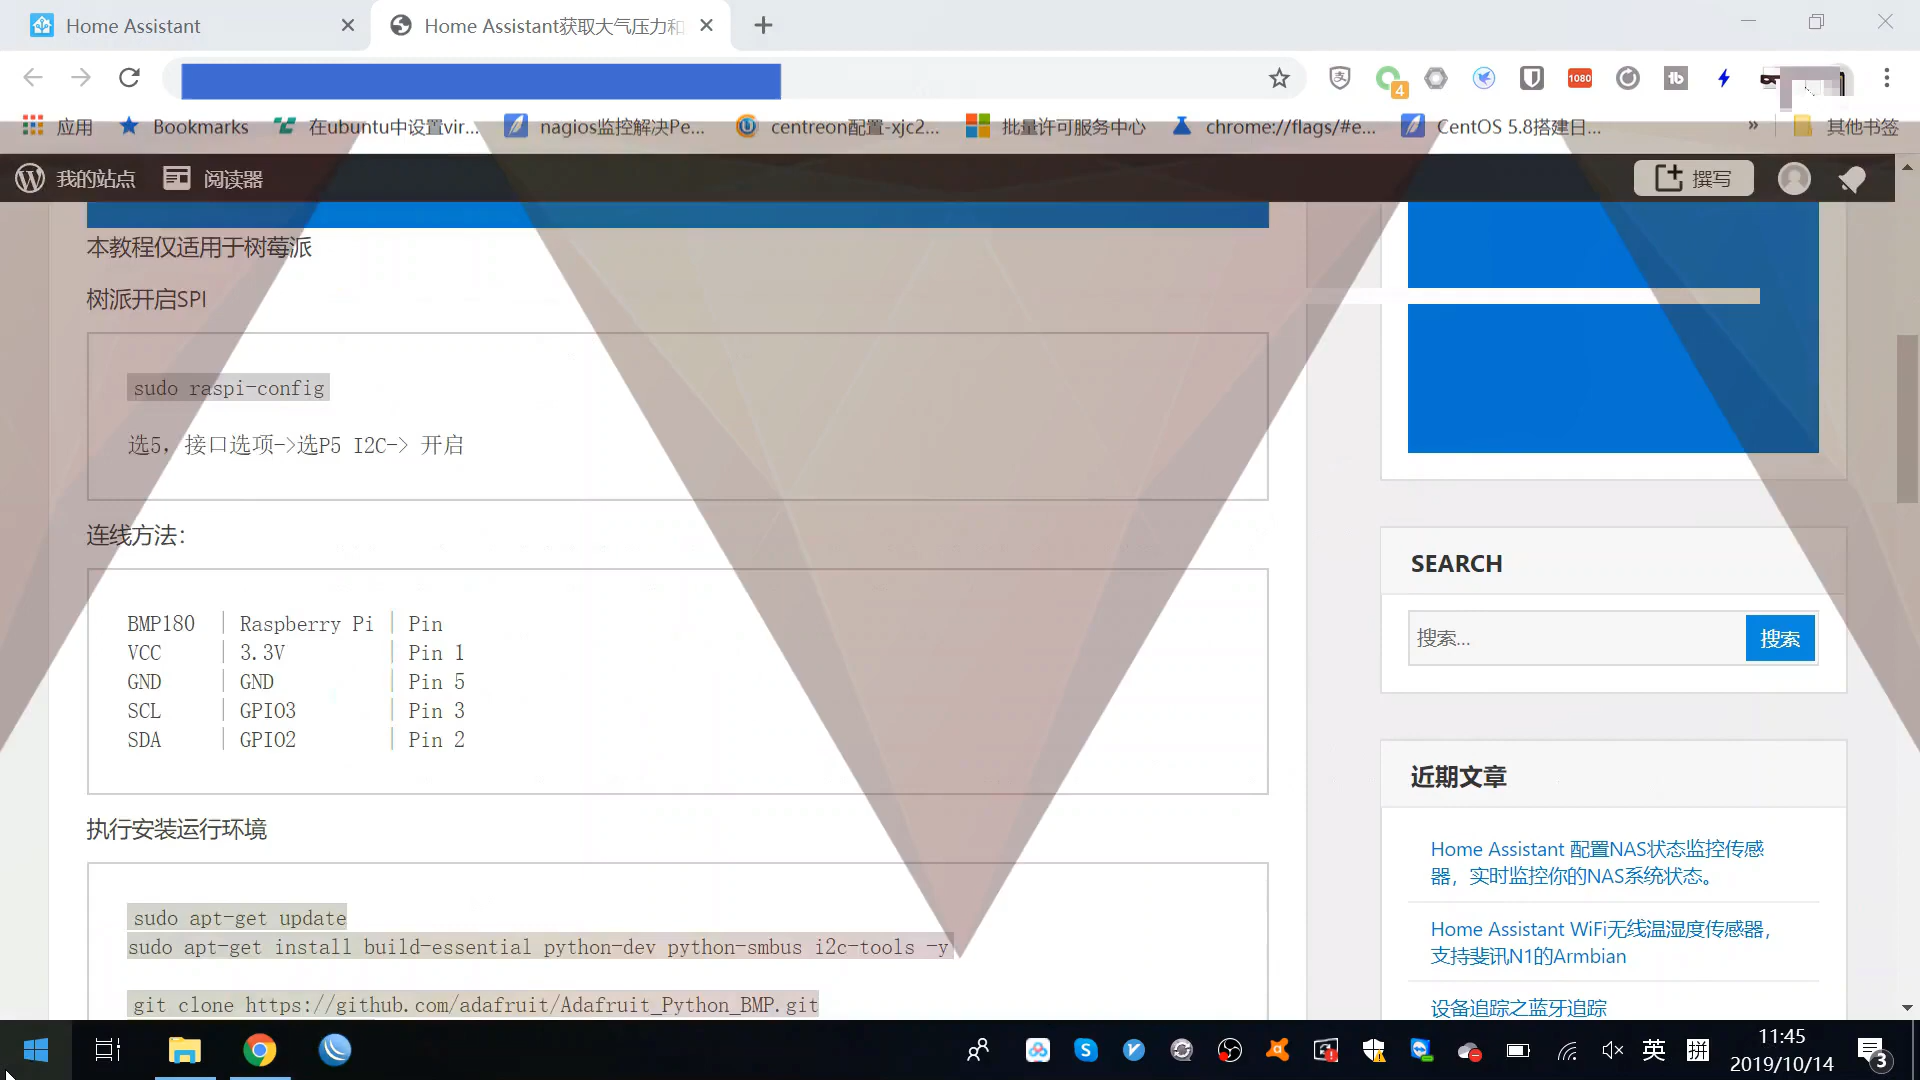 Home Assistant
Home Assistant获取大气压力和
4
1080
应用
Bookmarks
在ubuntu中设置vir...
nagios监控解决Pe...
centreon配置-xjc2...
批量许可服务中心
chrome://flags/#e...
CentOS 5.8搭建日...
»
其他书签
我的站点
阅读器
撰写
本教程仅适用于树莓派
树派开启SPI
sudo raspi-config
选5，接口选项->选P5 I2C-> 开启
连线方法：
BMP180 | Raspberry Pi | Pin
VCC | 3.3V | Pin 1
GND | GND | Pin 5
SCL | GPIO3 | Pin 3
SDA | GPIO2 | Pin 2
执行安装运行环境
sudo apt-get update
sudo apt-get install build-essential python-dev python-smbus i2c-tools -y
git clone https://github.com/adafruit/Adafruit_Python_BMP.git
SEARCH
搜索...
搜索
近期文章
Home Assistant 配置NAS状态监控传感
器，实时监控你的NAS系统状态。
Home Assistant WiFi无线温湿度传感器，
支持斐讯N1的Armbian
设备追踪之蓝牙追踪
英
拼
11:45
2019/10/14
3